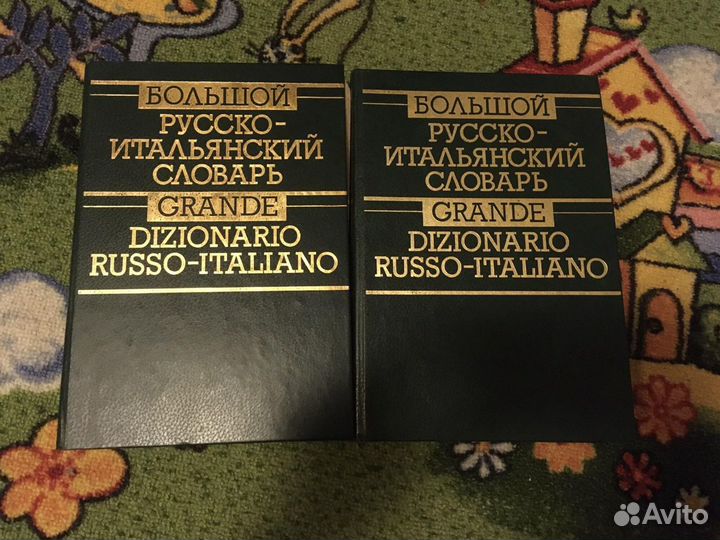 БОЛЬШОЙ
РУССКО-
ИТАЛЬЯНСКИЙ
СЛОВАРЬ
GRANDE
DIZIONARIO
RUSSO-ITALIANO
БОЛЬШОЙ
РУССКО-
ИТАЛЬЯНСКИЙ
СЛОВАРЬ
GRANDE
DIZIONARIO
RUSSO-ITALIANO
Avito